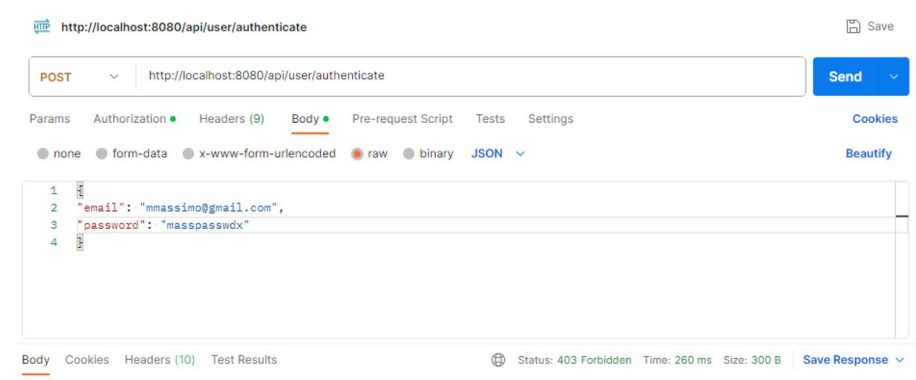 HTTP http://localhost:8080/api/user/authenticate Save
POST http://localhost:8080/api/user/authenticate Send
Params Authorization Headers (9) Body Pre-request Script Tests Settings Cookies
none form-data x-www-form-urlencoded raw binary JSON Beautify
1 {
2 "email": "mmassimo@gmail.com",
3 "password": "masspasswdx"
4 }
Body Cookies Headers (10) Test Results Status: 403 Forbidden Time: 260 ms Size: 300 B Save Response